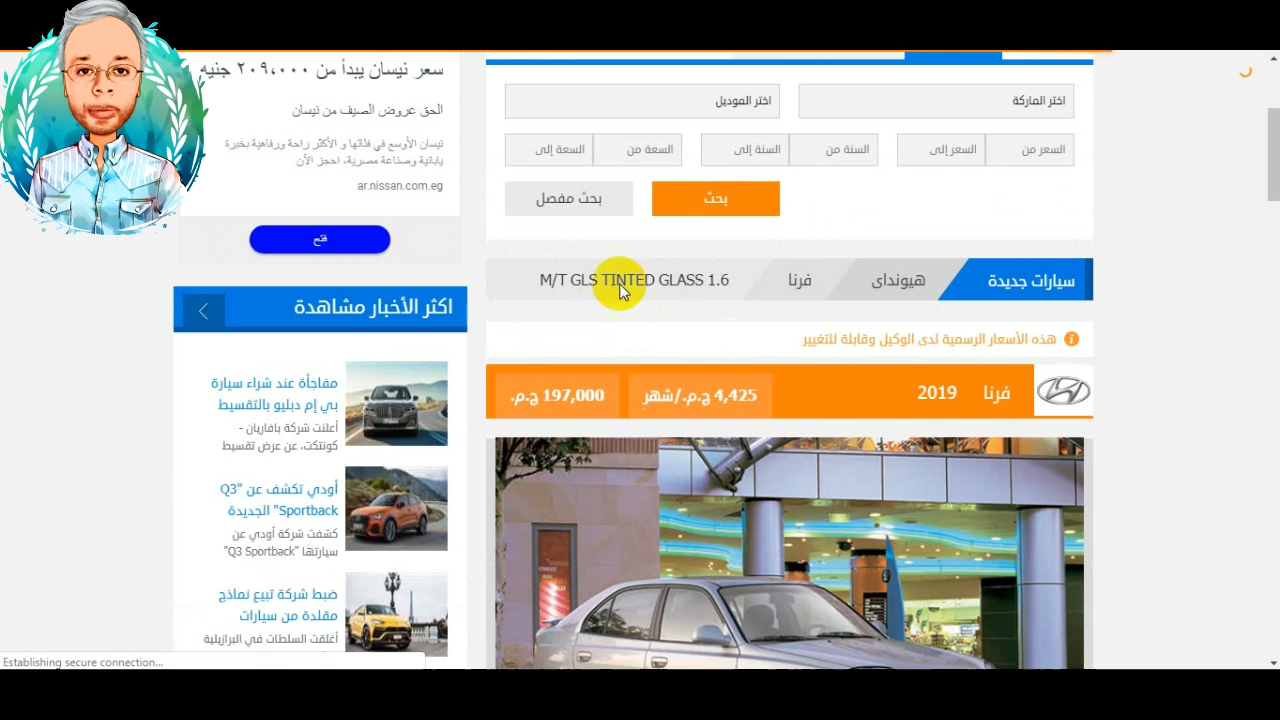 سعر نيسان يبدأ من ٢٠٩،٠٠٠ جنيه
الحق عروض الصيف من نيسان
نيسان الأوسع في فئاتها و الأكثر راحة ورفاهية بخبرة
يابانية وصناعة مصرية، احجز الآن
ar.nissan.com.eg
فتح
اختر الماركة
اختر الموديل
السعر من
السعر إلى
السنة من
السنة إلى
السعة من
السعة إلى
بحث
بحث مفصل
سيارات جديدة
هيونداى
فرنا
M/T GLS TINTED GLASS 1.6
هذه الأسعار الرسمية لدى الوكيل وقابلة للتغيير
فرنا 2019
4,425 ج.م./شهر
197,000 ج.م.
اكثر الأخبار مشاهدة
مفاجأة عند شراء سيارة
بي إم دبليو بالتقسيط
أعلنت شركة بافاريان -
كونتكت، عن عرض تقسيط
أودي تكشف عن "Q3
Sportback" الجديدة
كشفت شركة أودي عن
سيارتها "Q3 Sportback"
ضبط شركة تبيع نماذج
مقلدة من سيارات
أغلقت السلطات في البرازيلية
Establishing secure connection...